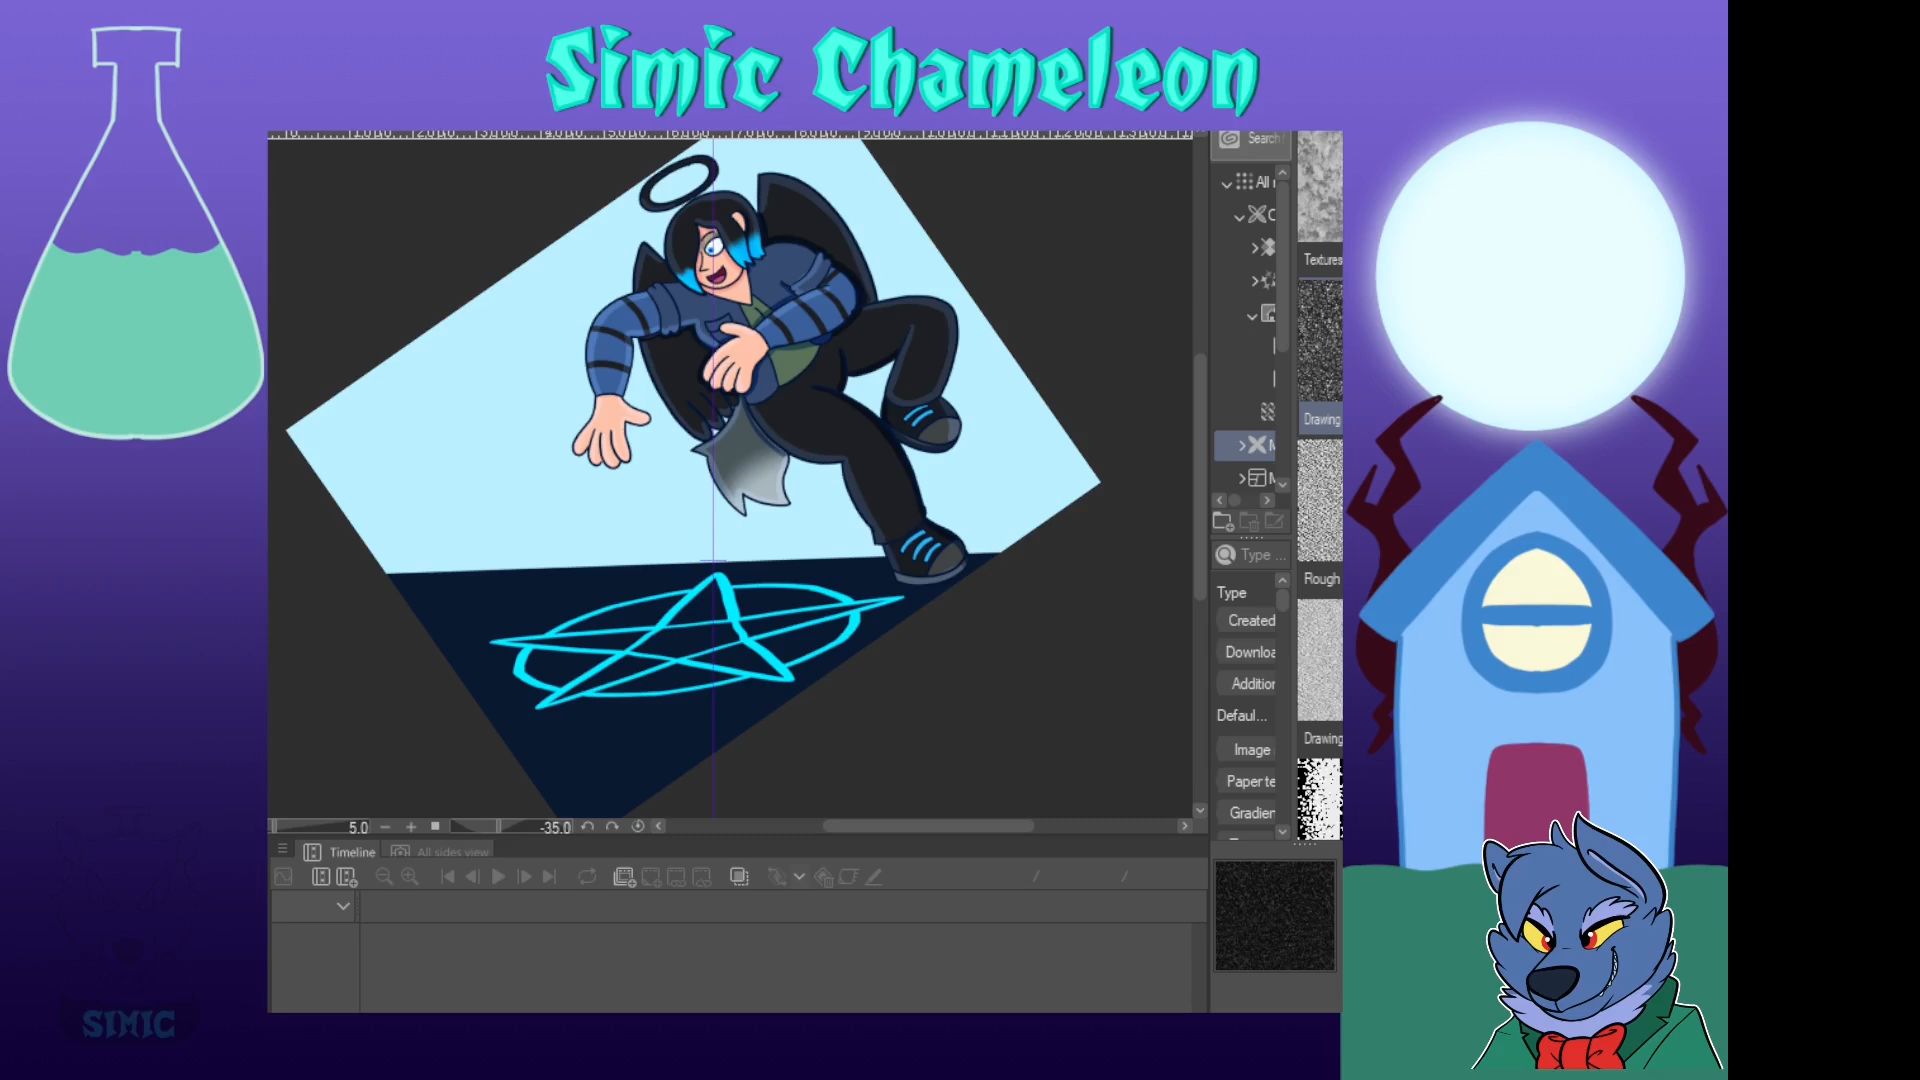 Simic Chameleon
Search
All
Textures
Drawing
Rough
Type ...
Type
Created
Downloa
Addition
Defaul...
Drawing
Image
Paper te
Gradien
5.0
-35.0
Timeline
All sides view
SIMIC